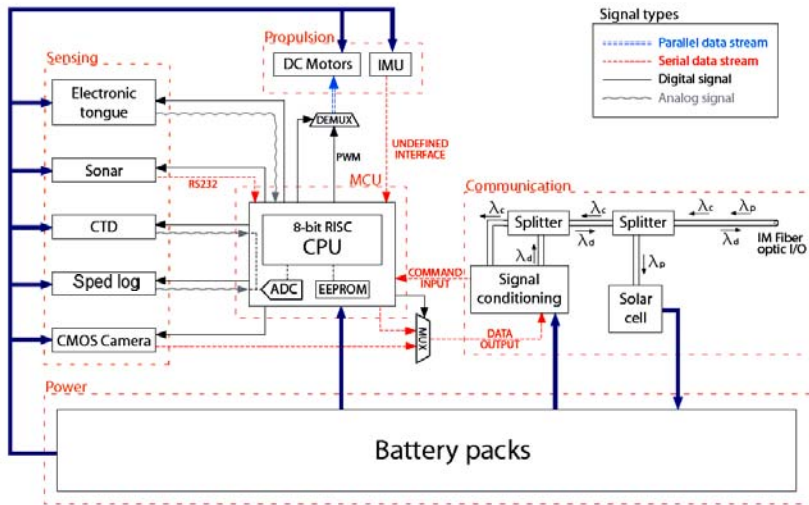 Signal types
Parallel data stream
Serial data stream
Digital signal
Analog signal
Propulsion
DC Motors
IMU
Sensing
Electronic
tongue
DEMUX
UNDEFINED
INTERFACE
PWM
Sonar
RS232
MCU
CTD
8-bit RISC
CPU
Sped log
ADC
EEPROM
CMOS Camera
COMMAND
INPUT
MUX
DATA
OUTPUT
Communication
λc
Splitter
λc
Splitter
λc
λp
λd
λd
λd
IM Fiber
optic I/O
Signal
conditioning
λp
Solar
cell
Power
Battery packs